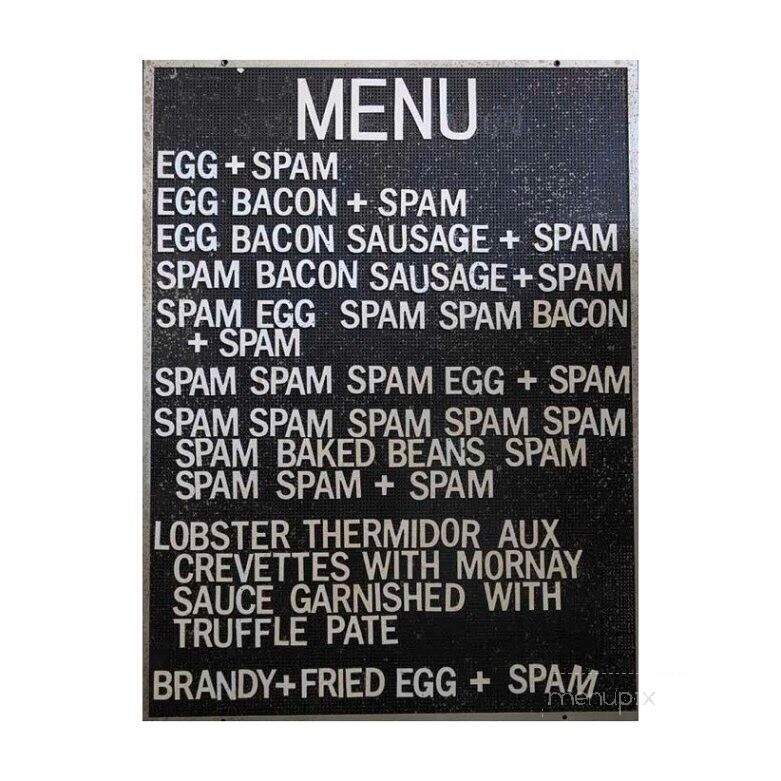 MENU
EGG + SPAM
EGG BACON + SPAM
EGG BACON SAUSAGE + SPAM
SPAM BACON SAUSAGE + SPAM
SPAM EGG SPAM SPAM BACON
+ SPAM
SPAM SPAM SPAM EGG + SPAM
SPAM SPAM SPAM SPAM SPAM
SPAM BAKED BEANS SPAM
SPAM SPAM + SPAM
LOBSTER THERMIDOR AUX
CREVETTES WITH MORNAY
SAUCE GARNISHED WITH
TRUFFLE PATE
BRANDY + FRIED EGG + SPAM
menupix